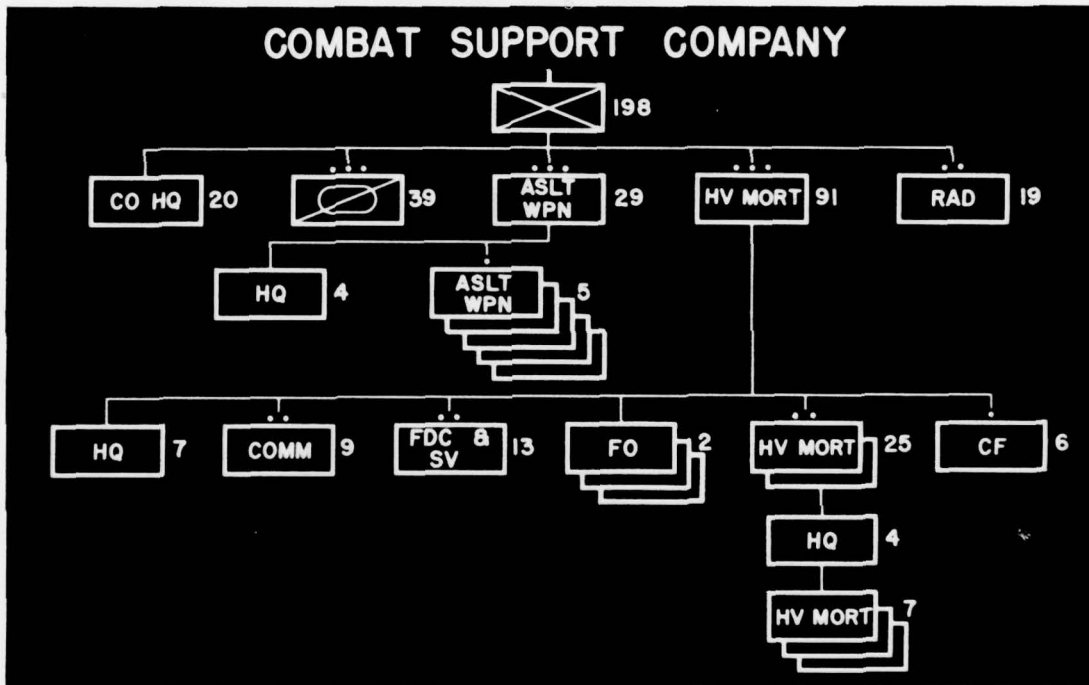 COMBAT SUPPORT COMPANY
198
CO HQ 20
39
ASLT
WPN 29
HV MORT 91
RAD 19
HQ 4
ASLT
WPN 5
HQ 7
COMM 9
FDC &
SV 13
FO 2
HV MORT 25
CF 6
HQ 4
HV MORT 7